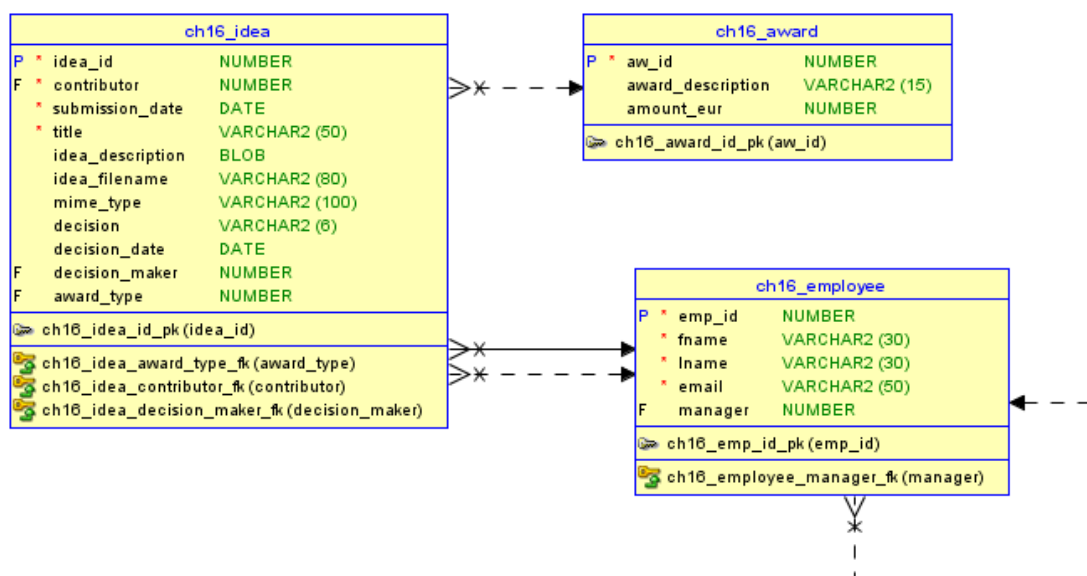 ch16_idea
P * idea_id NUMBER
F * contributor NUMBER
* submission_date DATE
* title VARCHAR2 (50)
idea_description BLOB
idea_filename VARCHAR2 (80)
mime_type VARCHAR2 (100)
decision VARCHAR2 (6)
decision_date DATE
F decision_maker NUMBER
F award_type NUMBER
ch16_idea_id_pk (idea_id)
ch16_idea_award_type_fk (award_type)
ch16_idea_contributor_fk (contributor)
ch16_idea_decision_maker_fk (decision_maker)
ch16_award
P * aw_id NUMBER
award_description VARCHAR2 (15)
amount_eur NUMBER
ch16_award_id_pk (aw_id)
ch16_employee
P * emp_id NUMBER
* fname VARCHAR2 (30)
* lname VARCHAR2 (30)
* email VARCHAR2 (50)
F manager NUMBER
ch16_emp_id_pk (emp_id)
ch16_employee_manager_fk (manager)